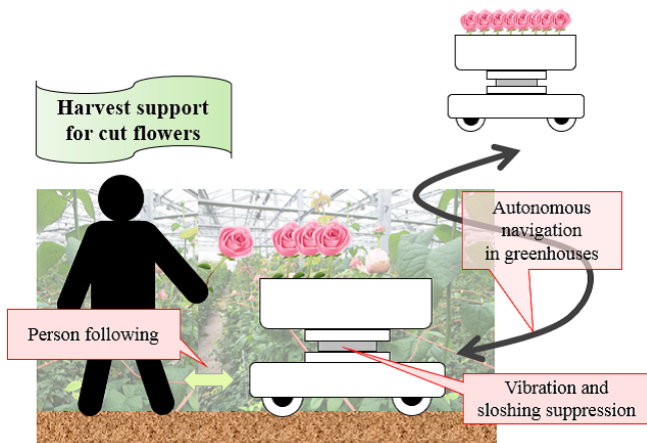 Harvest support
for cut flowers
Autonomous
navigation
in greenhouses
Person following
Vibration and
sloshing suppression